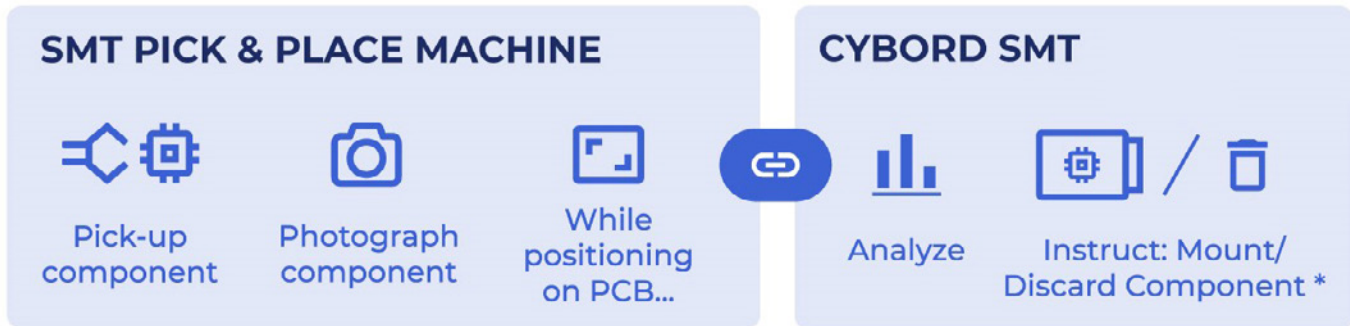 SMT PICK & PLACE MACHINE
Pick-up
component
Photograph
component
While
positioning
on PCB...
CYBORD SMT
Analyze
Instruct: Mount/
Discard Component *